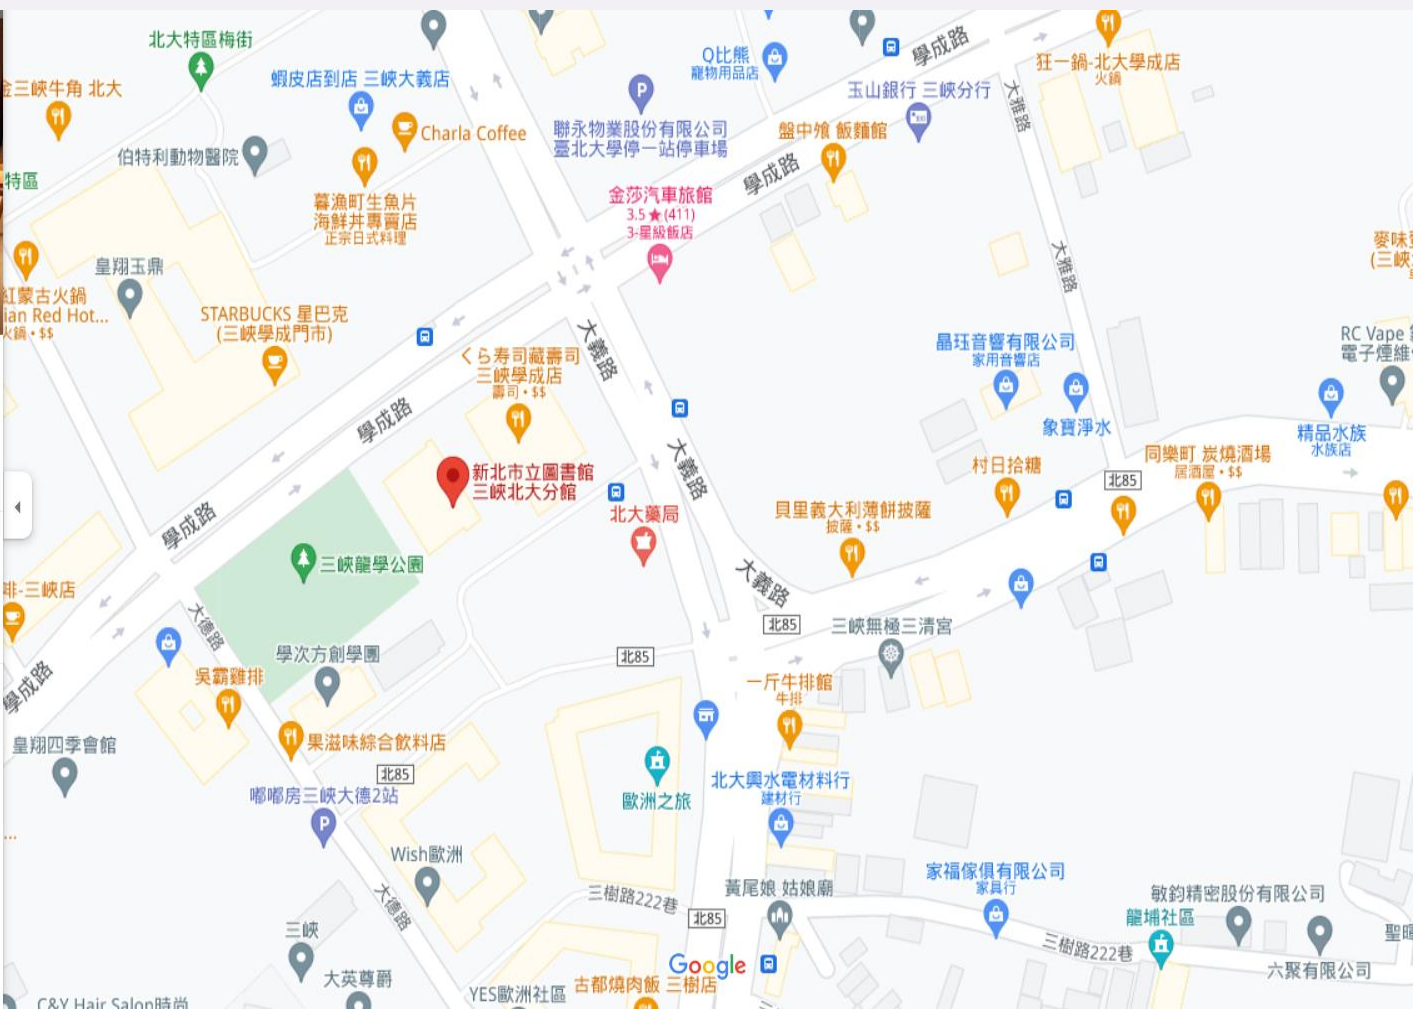 北大特區梅街
金三峽牛角 北大
蝦皮店到店 三峽大義店
Charla Coffee
伯特利動物醫院
特區
暮漁町生魚片
海鮮丼專賣店
正宗日式料理
Q比熊
寵物用品店
學成路
狂一鍋-北大學成店
火鍋
玉山銀行 三峽分行
大雅路
聯永物業股份有限公司
臺北大學停一站停車場
盤中飧 飯麵館
學成路
金莎汽車旅館
3.5★(411)
3-星級飯店
皇翔玉鼎
紅蒙古火鍋
ian Red Hot...
火鍋・$$
STARBUCKS 星巴克
(三峽學成門市)
大義路
くら寿司藏壽司
三峽學成店
壽司・$$
學成路
大雅路
麥味
(三峽
晶珏音響有限公司
家用音響店
象寶淨水
RC Vape
電子煙維
精品水族
水族店
新北市立圖書館
三峽北大分館
大義路
村日拾糖
北85
同樂町 炭燒酒場
居酒屋・$$
學成路
北大藥局
貝里義大利薄餅披薩
披薩・$$
三峽龍學公園
啡-三峽店
大德路
大義路
北85
三峽無極三清宮
學次方創學團
北85
學成路
吳霸雞排
一斤牛排館
牛排
皇翔四季會館
果滋味綜合飲料店
北85
嘟嘟房三峽大德2站
歐洲之旅
北大興水電材料行
建材行
...
Wish歐洲
大德路
三樹路222巷
北85
黃尾娘 姑娘廟
家福傢俱有限公司
家具行
敏鈞精密股份有限公司
龍埔社區
三樹路222巷
三峽
大英尊爵
Google
六聚有限公司
YES歐洲社區
古都燒肉飯 三樹店
C&Y Hair Salon時尚